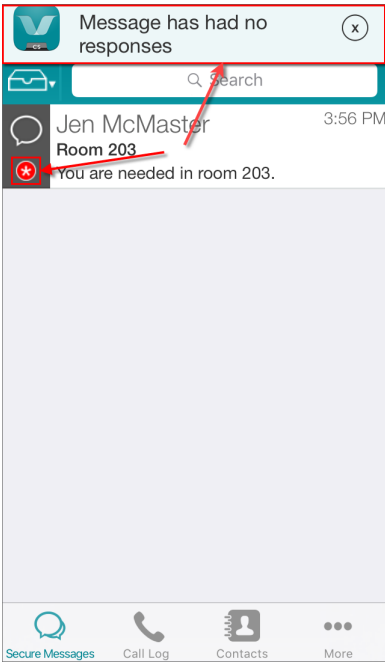 Message has had no
responses
x
CS
Search
Jen McMaster
3:56 PM
Room 203
You are needed in room 203.
Secure Messages
Call Log
Contacts
More